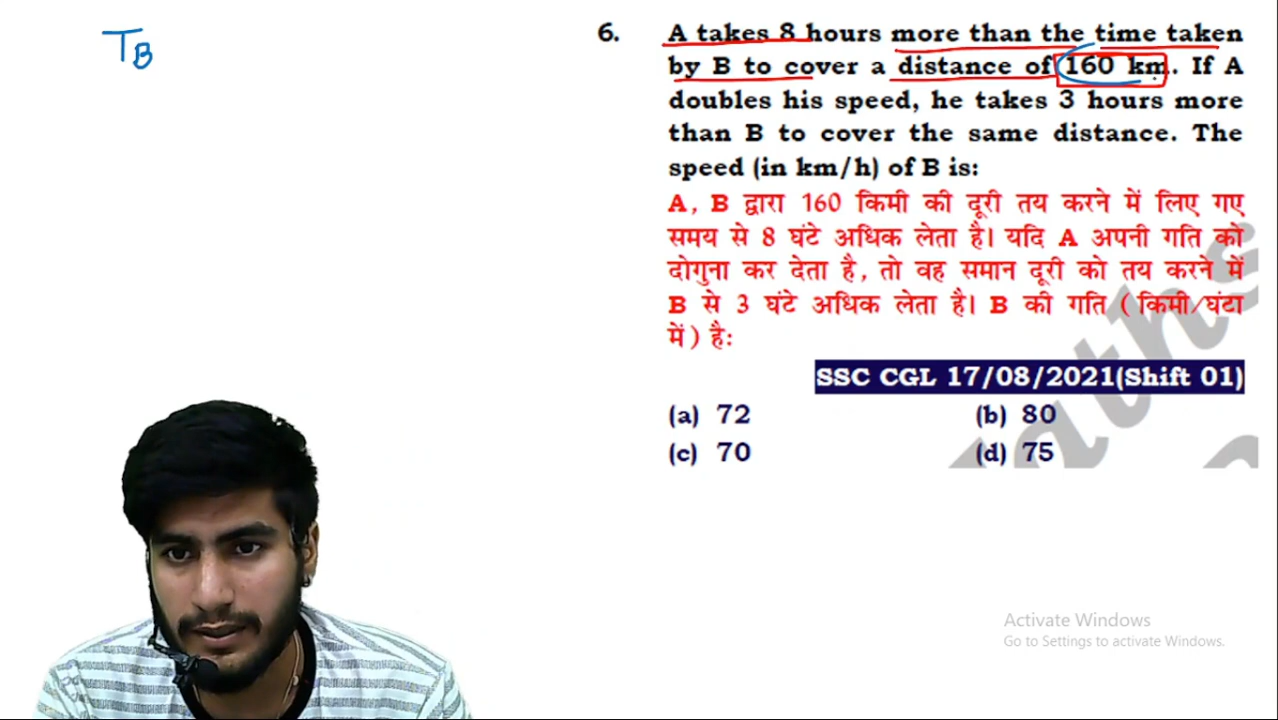 T_B
6. A takes 8 hours more than the time taken
by B to cover a distance of 160 km. If A
doubles his speed, he takes 3 hours more
than B to cover the same distance. The
speed (in km/h) of B is:
A, B द्वारा 160 किमी की दूरी तय करने में लिए गए
समय से 8 घंटे अधिक लेता है। यदि A अपनी गति को
दोगुना कर देता है, तो वह समान दूरी को तय करने में
B से 3 घंटे अधिक लेता है। B की गति ( किमी/घंटा
में ) है:
SSC CGL 17/08/2021(Shift 01)
(a) 72 (b) 80
(c) 70 (d) 75
Activate Windows
Go to Settings to activate Windows.